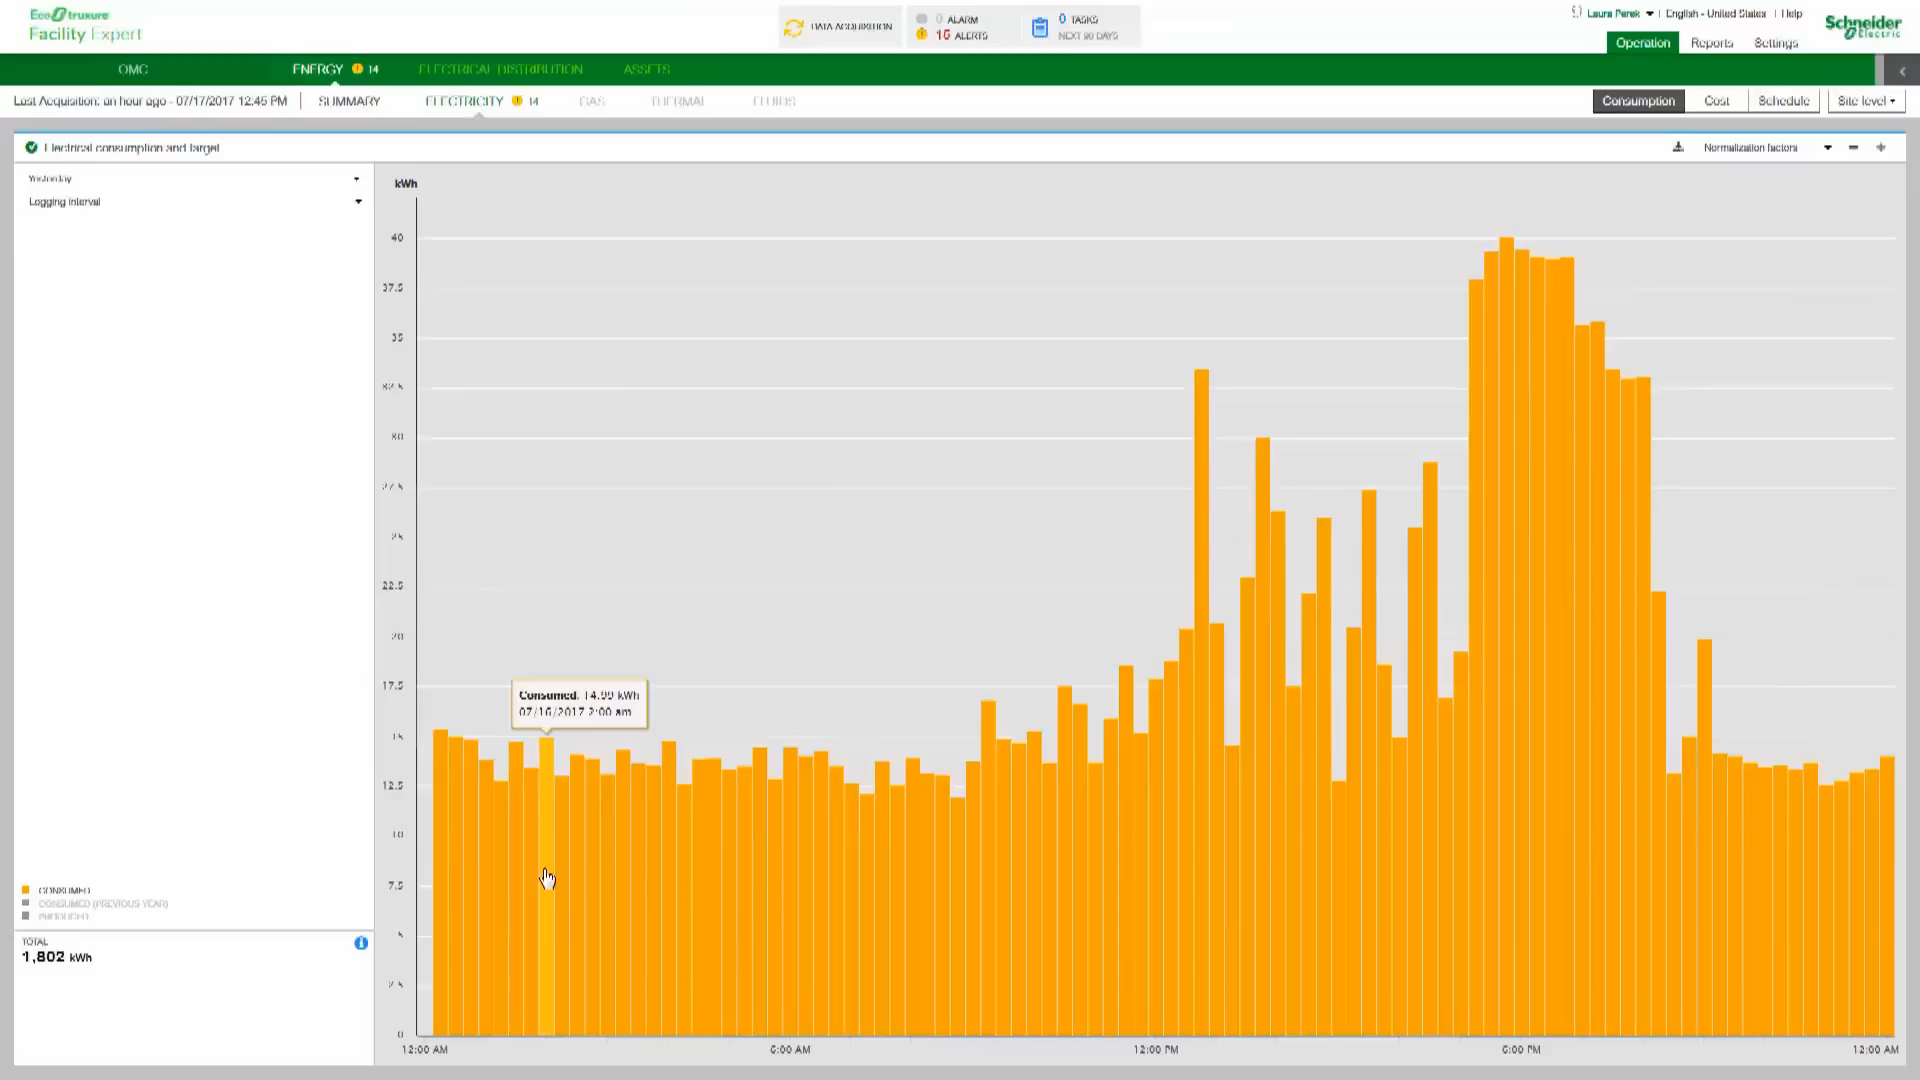 EcoStruxure
Facility Expert
DATA ACQUISITION
0 ALARM
15 ALERTS
0 TASKS
NEXT 90 DAYS
Laura Perek | English - United States | Help
Schneider
Electric
Operation Reports Settings
OMC ENERGY 14 ELECTRICAL DISTRIBUTION ASSETS
Last Acquisition: an hour ago - 07/17/2017 12:45 PM | SUMMARY ELECTRICITY 14 GAS THERMAL FLUIDS
Consumption Cost Schedule Site level
Electrical consumption and target
Normalization factors
Yesterday
Logging interval
kWh
40
37.5
35
32.5
30
27.5
25
22.5
20
17.5
15
12.5
10
7.5
5
2.5
0
Consumed: 14.99 kWh
07/16/2017 2:00 am
CONSUMED
CONSUMED (PREVIOUS YEAR)
PRODUCED
TOTAL
1,802 kWh
12:00 AM 6:00 AM 12:00 PM 6:00 PM 12:00 AM